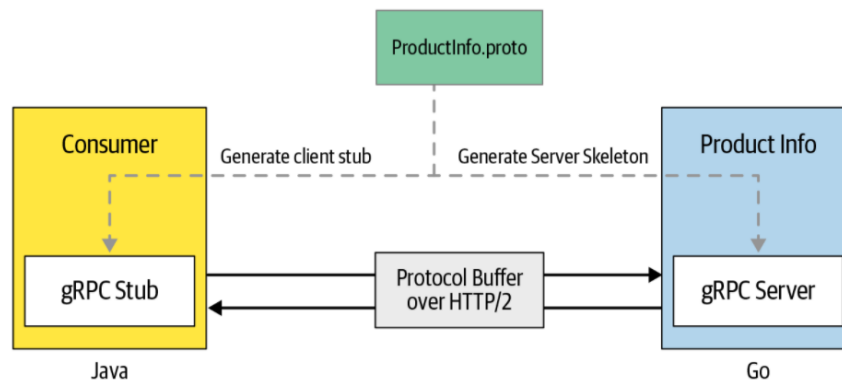 ProductInfo.proto
Consumer
Product Info
Generate client stub
Generate Server Skeleton
gRPC Stub
Protocol Buffer
over HTTP/2
gRPC Server
Java
Go